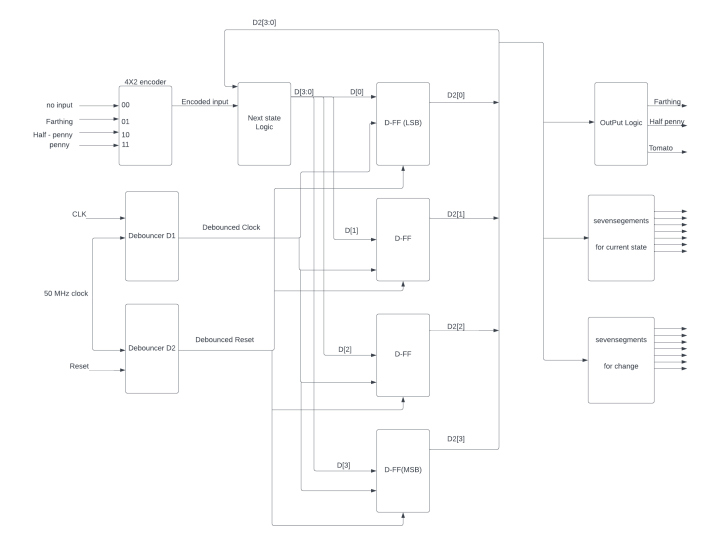 D2[3:0]
4X2 encoder
no input
00
Farthing
01
Half - penny
10
penny
11
Encoded input
Next state
Logic
D[3:0]
D[0]
D-FF (LSB)
D2[0]
OutPut Logic
Farthing
Half penny
Tomato
CLK
Debouncer D1
Debounced Clock
D[1]
D-FF
D2[1]
sevensegements
for current state
50 MHz clock
Debouncer D2
Reset
Debounced Reset
D[2]
D-FF
D2[2]
sevensegments
for change
D[3]
D-FF(MSB)
D2[3]